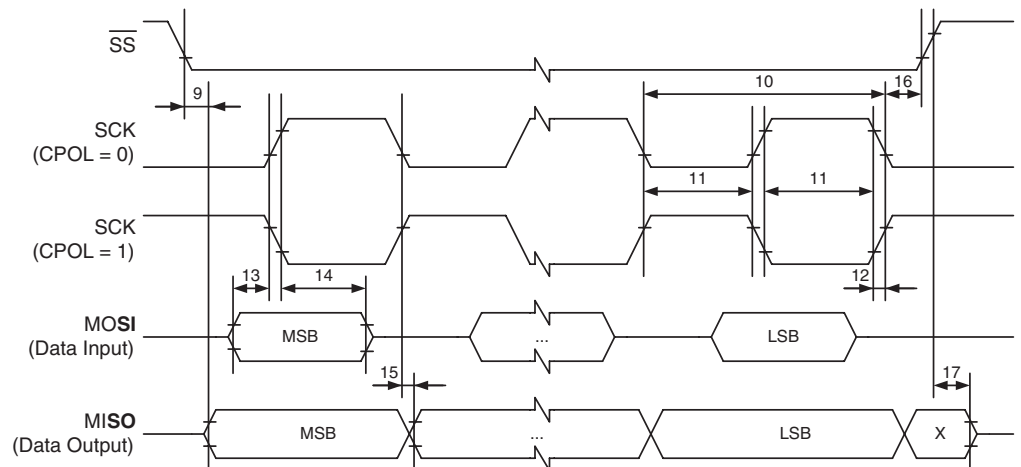 SS
10
16
9
SCK
(CPOL = 0)
11
11
SCK
(CPOL = 1)
13
14
12
MOSI
(Data Input)
MSB
...
LSB
15
17
MISO
(Data Output)
MSB
...
LSB
X